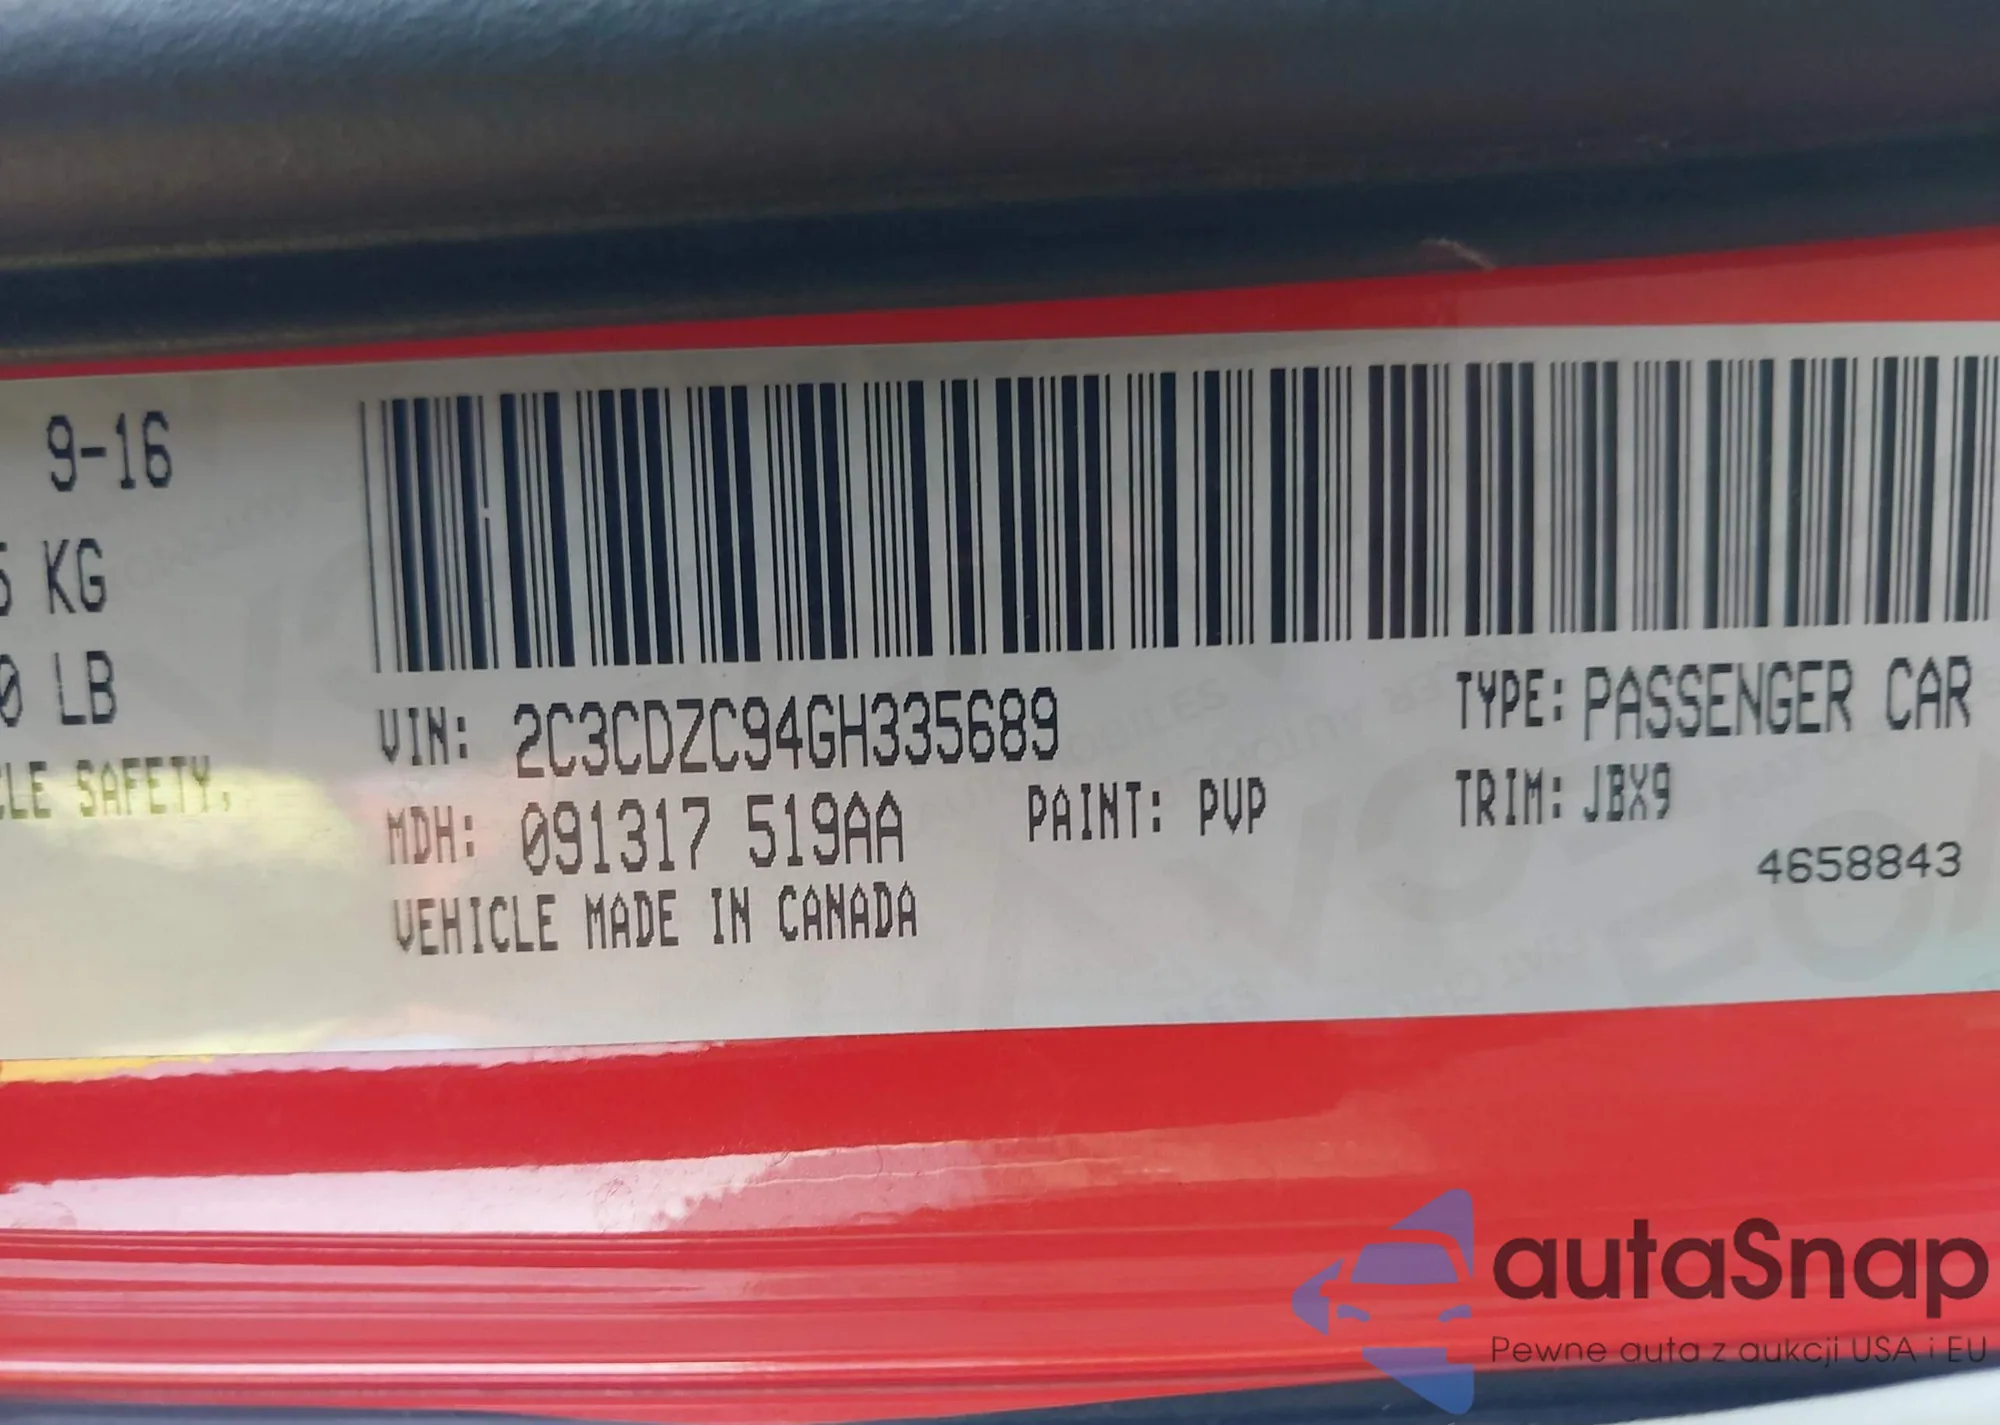 9-16
5 KG
0 LB
CLE SAFETY,
VIN: 2C3CDZC94GH335689
TYPE: PASSENGER CAR
MDH: 091317 519AA
PAINT: PVP
TRIM: JBX9
4658843
VEHICLE MADE IN CANADA
autaSnap
Pewne auta z aukcji USA i EU